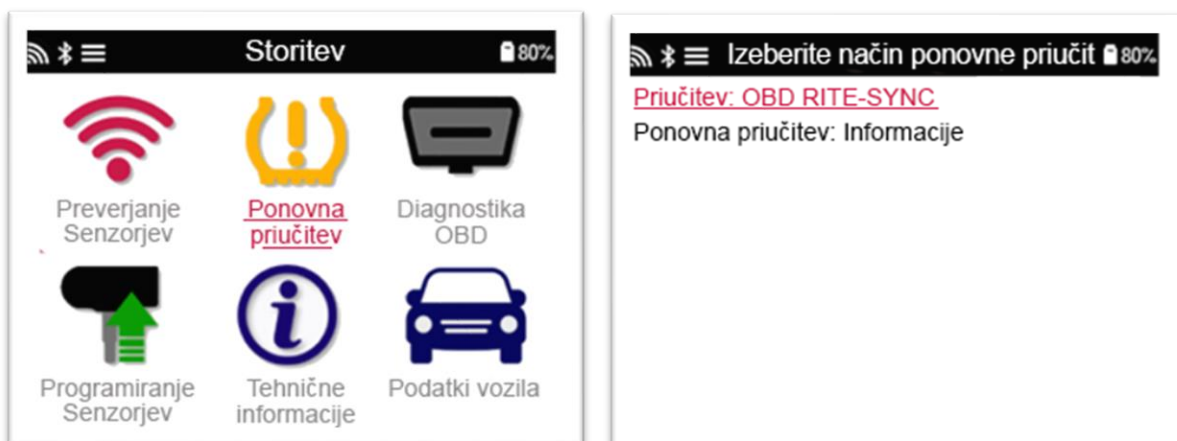 Storitev
80%
Preverjanje
Senzorjev
Ponovna
priučitev
Diagnostika
OBD
Programiranje
Senzorjev
Tehnične
informacije
Podatki vozila
Izeberite način ponovne priučit
80%
Priučitev: OBD RITE-SYNC
Ponovna priučitev: Informacije